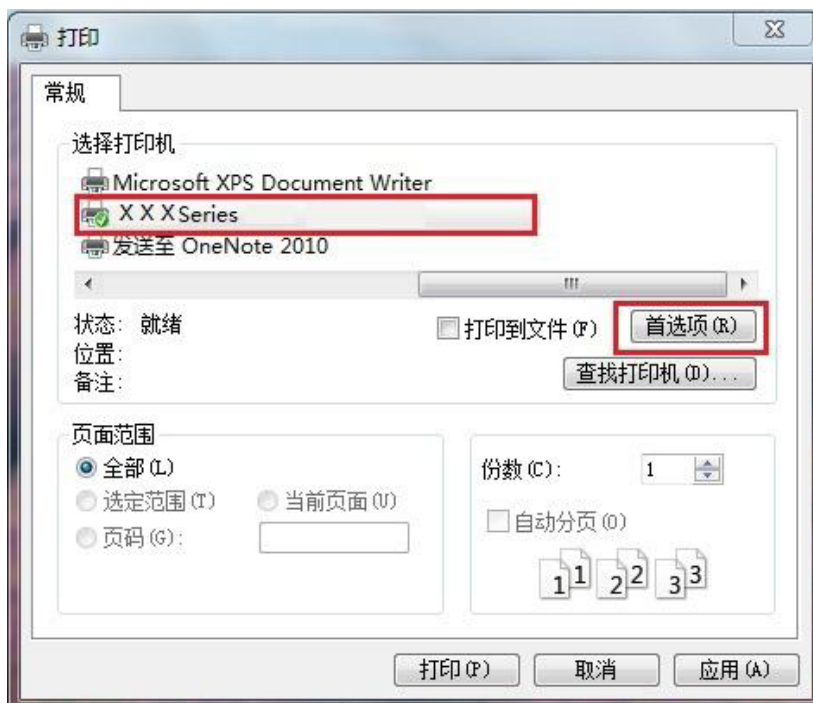 打印
常规
选择打印机
Microsoft XPS Document Writer
XXXSeries
发送至 OneNote 2010
状态: 就绪
打印到文件(F)
首选项(R)
位置:
备注:
查找打印机(D)...
页面范围
全部(L)
选定范围(T) 当前页面(U)
页码(G):
份数(C): 1
自动分页(O)
1 1 2 2 3 3
打印(P) 取消 应用(A)